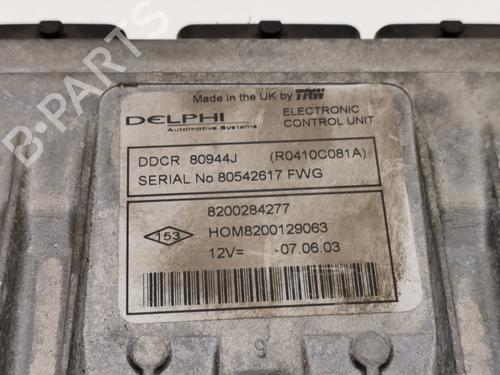 Made in the UK by TRW
DELPHI
Automotive Systems
ELECTRONIC
CONTROL UNIT
DDCR 80944J (R0410C081A)
SERIAL No 80542617 FWG
8200284277
153
HOM8200129063
12V= 07.06.03
6
B-PARTS